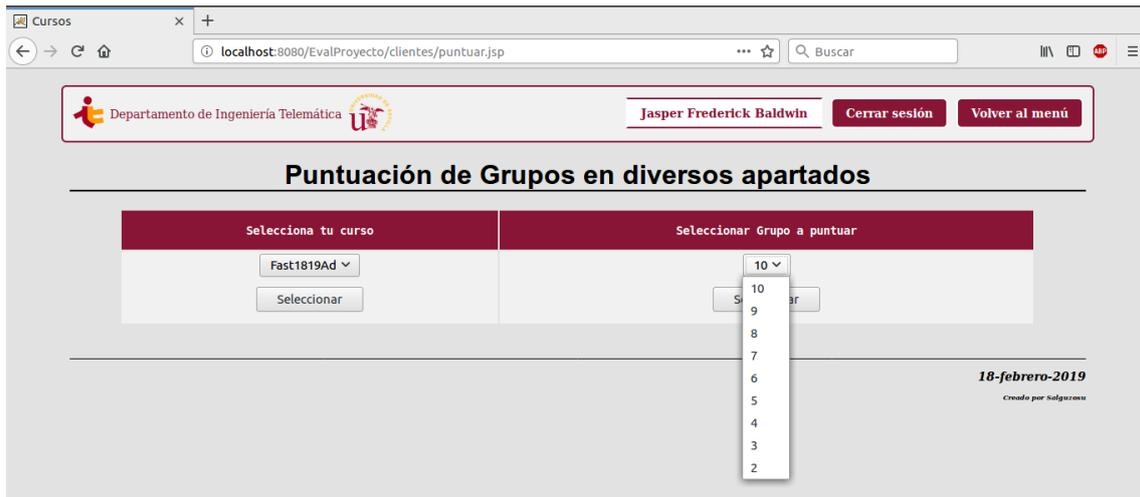 Cursos
localhost:8080/EvalProyecto/clientes/puntuar.jsp
Buscar
ABP
Departamento de Ingeniería Telemática
Jasper Frederick Baldwin
Cerrar sesión
Volver al menú
Puntuación de Grupos en diversos apartados
Selecciona tu curso
Seleccionar Grupo a puntuar
Fast1819Ad
10
Seleccionar
10
9
8
7
6
5
4
3
2
18-febrero-2019
Creado por Salguzosu